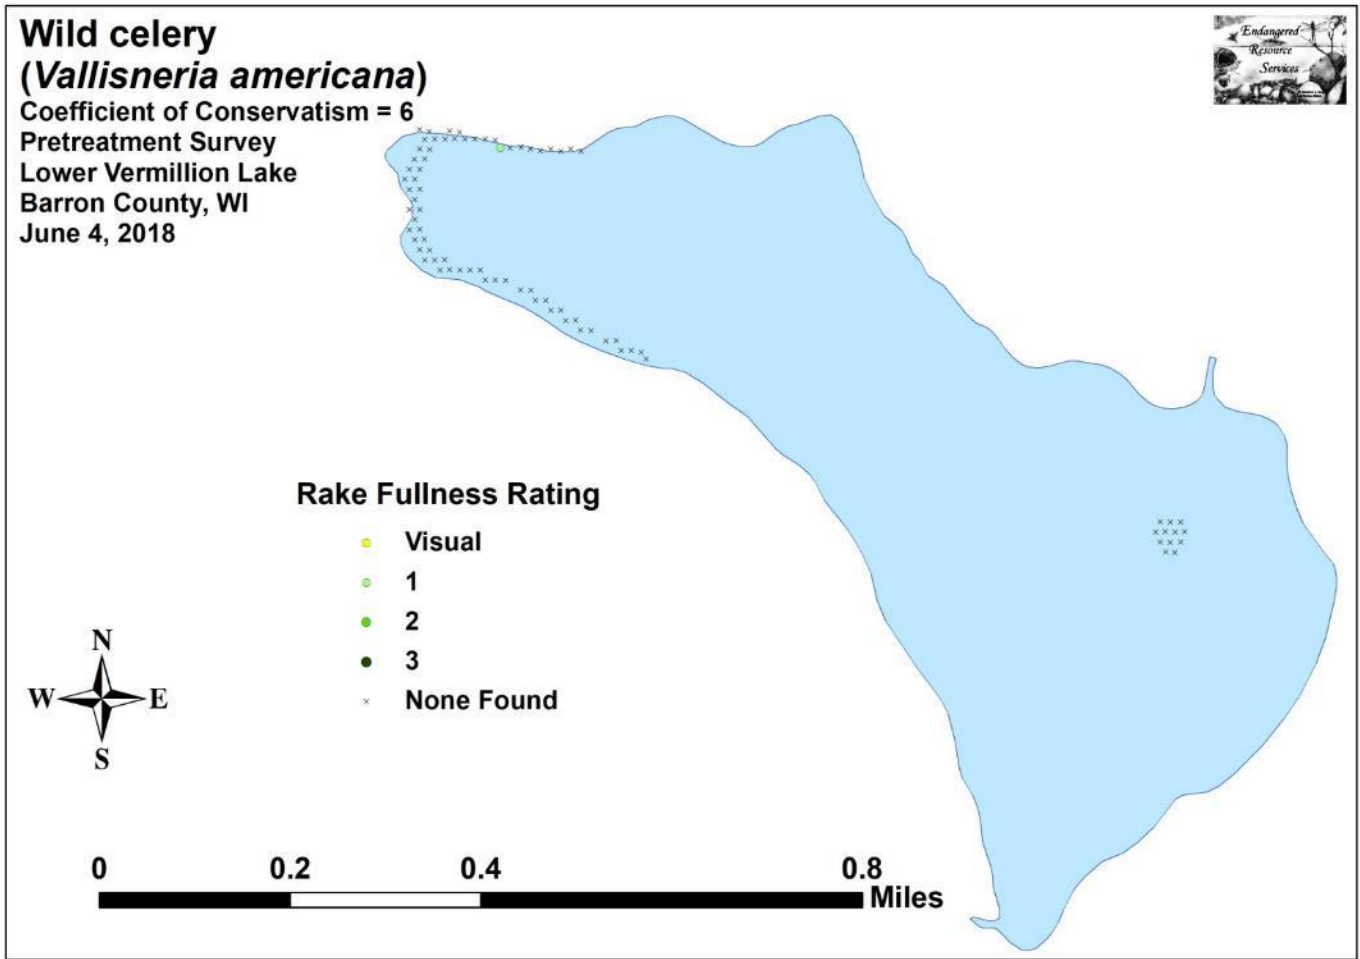 Wild celery
(Vallisneria americana)
Coefficient of Conservatism = 6
Pretreatment Survey
Lower Vermillion Lake
Barron County, WI
June 4, 2018
Endangered
Resource
Services
Rake Fullness Rating
Visual
1
2
3
None Found
N
W E
S
0 0.2 0.4 0.8
Miles